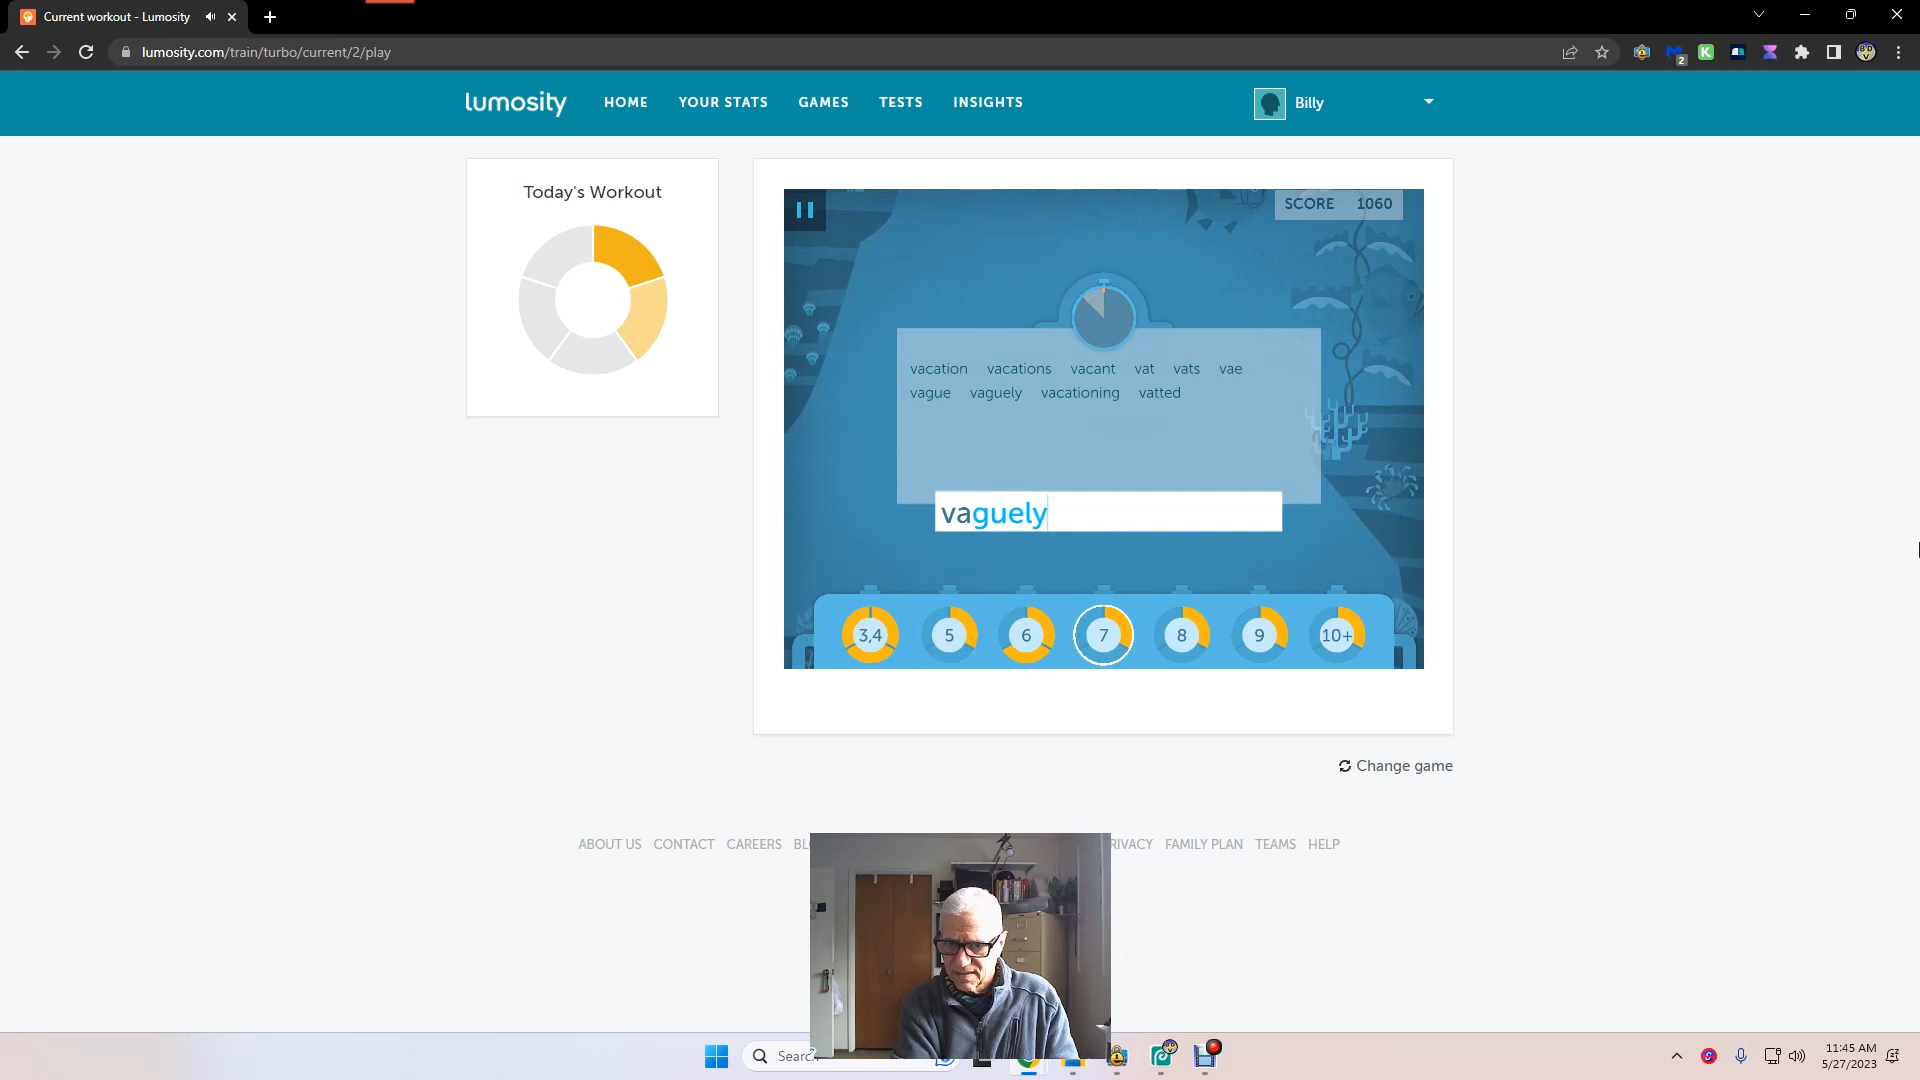 Current workout - Lumosity
lumosity.com/train/turbo/current/2/play
2
lumosity HOME YOUR STATS GAMES TESTS INSIGHTS Billy
Today's Workout
SCORE 1060
vacation vacations vacant vat vats vae
vague vaguely vacationing vatted
vaguely
3,4 5 6 7 8 9 10+
Change game
ABOUT US CONTACT CAREERS FAMILY PLAN TEAMS HELP
11:45 AM
5/27/2023